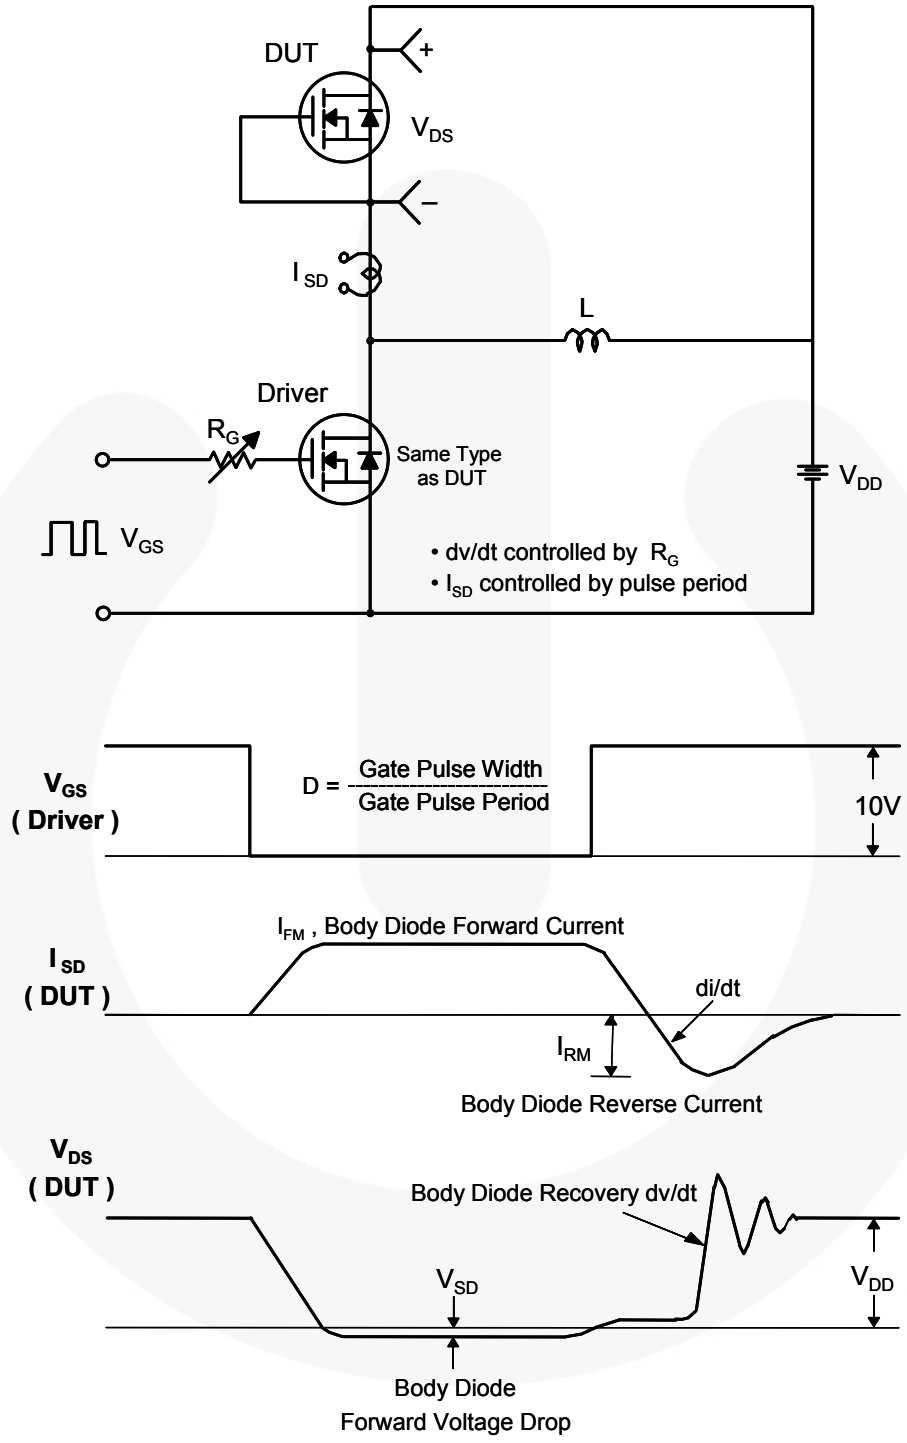 DUT
+
V_DS
–
I_SD
L
Driver
R_G
Same Type
as DUT
V_DD
V_GS
• dv/dt controlled by R_G
• I_SD controlled by pulse period
V_GS
( Driver )
D = Gate Pulse Width
Gate Pulse Period
10V
I_FM , Body Diode Forward Current
I_SD
( DUT )
di/dt
I_RM
Body Diode Reverse Current
V_DS
( DUT )
Body Diode Recovery dv/dt
V_SD
V_DD
Body Diode
Forward Voltage Drop